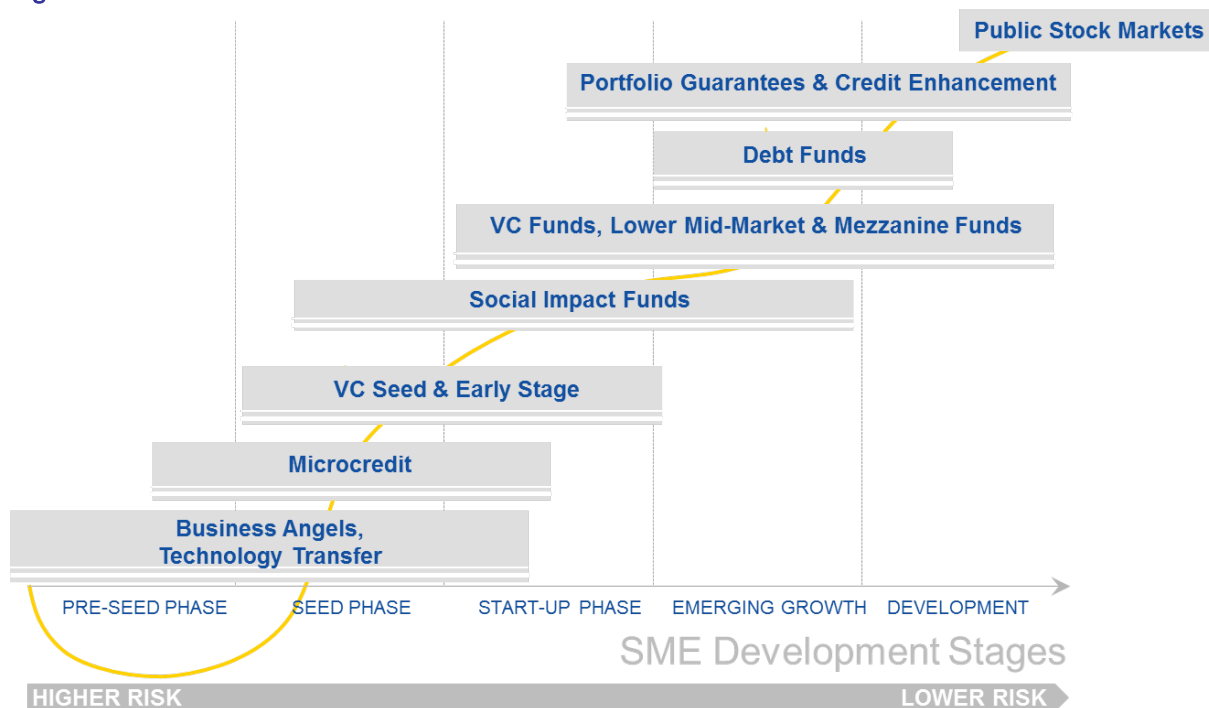 Public Stock Markets
Portfolio Guarantees & Credit Enhancement
Debt Funds
VC Funds, Lower Mid-Market & Mezzanine Funds
Social Impact Funds
VC Seed & Early Stage
Microcredit
Business Angels,
Technology Transfer
PRE-SEED PHASE SEED PHASE START-UP PHASE EMERGING GROWTH DEVELOPMENT
SME Development Stages
HIGHER RISK LOWER RISK